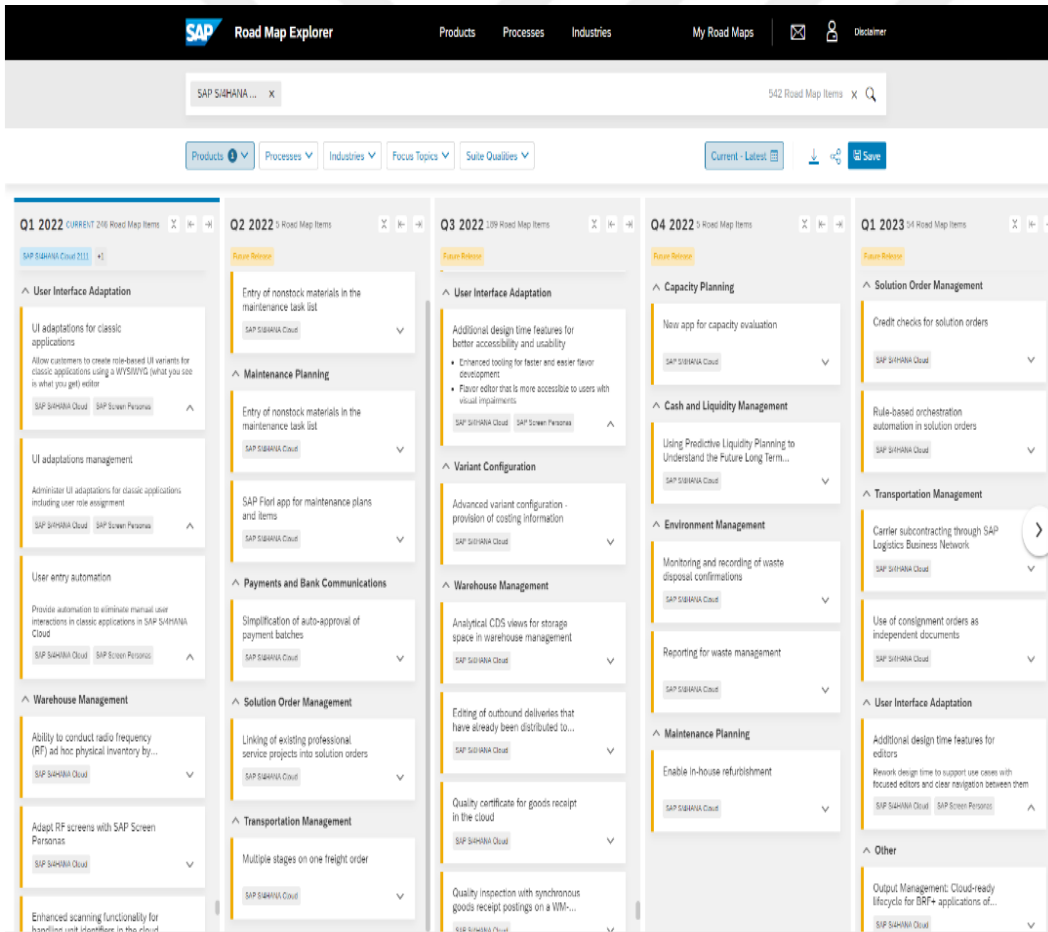 SAP Road Map Explorer Products Processes Industries My Road Maps Disclaimer
SAP S/4HANA ... x 542 Road Map Items x
Products 1 Processes Industries Focus Topics Suite Qualities Current - Latest Save
Q1 2022 CURRENT 246 Road Map Items
SAP S/4HANA Cloud 2111 +1
User Interface Adaptation
UI adaptations for classic
applications
Allow customers to create role-based UI variants for
classic applications using a WYSIWYG (what you see
is what you get) editor
SAP S/4HANA Cloud SAP Screen Personas
UI adaptations management
Administer UI adaptations for classic applications
including user role assignment
SAP S/4HANA Cloud SAP Screen Personas
User entry automation
Provide automation to eliminate manual user
interactions in classic applications in SAP S/4HANA
Cloud
SAP S/4HANA Cloud SAP Screen Personas
Warehouse Management
Ability to conduct radio frequency
(RF) ad hoc physical inventory by...
SAP S/4HANA Cloud
Adapt RF screens with SAP Screen
Personas
SAP S/4HANA Cloud
Enhanced scanning functionality for
handling unit identifiers in the cloud
Q2 2022 5 Road Map Items
Future Release
Entry of nonstock materials in the
maintenance task list
SAP S/4HANA Cloud
Maintenance Planning
Entry of nonstock materials in the
maintenance task list
SAP S/4HANA Cloud
SAP Fiori app for maintenance plans
and items
SAP S/4HANA Cloud
Payments and Bank Communications
Simplification of auto-approval of
payment batches
SAP S/4HANA Cloud
Solution Order Management
Linking of existing professional
service projects into solution orders
SAP S/4HANA Cloud
Transportation Management
Multiple stages on one freight order
SAP S/4HANA Cloud
Q3 2022 189 Road Map Items
Future Release
User Interface Adaptation
Additional design time features for
better accessibility and usability
• Enhanced tooling for faster and easier flavor
development
• Flavor editor that is more accessible to users with
visual impairments
SAP S/4HANA Cloud SAP Screen Personas
Variant Configuration
Advanced variant configuration -
provision of costing information
SAP S/4HANA Cloud
Warehouse Management
Analytical CDS views for storage
space in warehouse management
SAP S/4HANA Cloud
Editing of outbound deliveries that
have already been distributed to...
SAP S/4HANA Cloud
Quality certificate for goods receipt
in the cloud
SAP S/4HANA Cloud
Quality inspection with synchronous
goods receipt postings on a WM-...
SAP S/4HANA Cloud
Q4 2022 5 Road Map Items
Future Release
Capacity Planning
New app for capacity evaluation
SAP S/4HANA Cloud
Cash and Liquidity Management
Using Predictive Liquidity Planning to
Understand the Future Long Term...
SAP S/4HANA Cloud
Environment Management
Monitoring and recording of waste
disposal confirmations
SAP S/4HANA Cloud
Reporting for waste management
SAP S/4HANA Cloud
Maintenance Planning
Enable in-house refurbishment
SAP S/4HANA Cloud
Q1 2023 54 Road Map Items
Future Release
Solution Order Management
Credit checks for solution orders
SAP S/4HANA Cloud
Rule-based orchestration
automation in solution orders
SAP S/4HANA Cloud
Transportation Management
Carrier subcontracting through SAP
Logistics Business Network
SAP S/4HANA Cloud
Use of consignment orders as
independent documents
SAP S/4HANA Cloud
User Interface Adaptation
Additional design time features for
editors
Rework design time to support use cases with
focused editors and clear navigation between them
SAP S/4HANA Cloud SAP Screen Personas
Other
Output Management: Cloud-ready
lifecycle for BRF+ applications of...
SAP S/4HANA Cloud